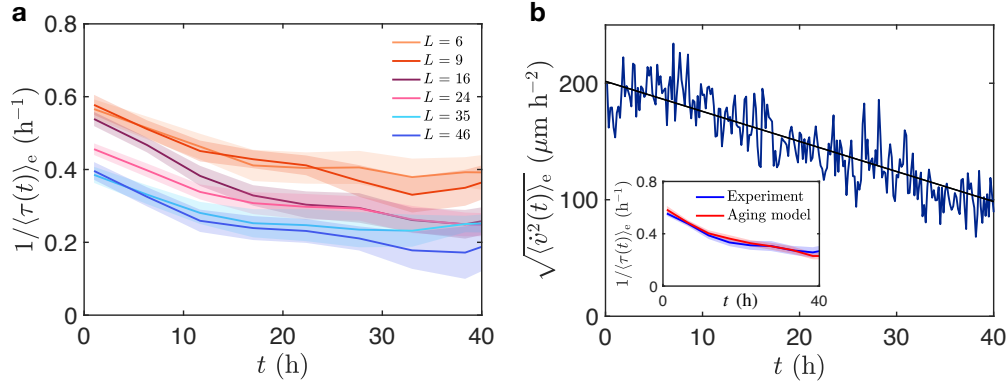 a
1/⟨τ(t)⟩e (h−1)
0.8
0.6
0.4
0.2
0
0
10
20
30
40
t (h)
L = 6
L = 9
L = 16
L = 24
L = 35
L = 46
b
√⟨v̇²(t)⟩e (μm h−2)
200
100
0
0
10
20
30
40
t (h)
1/⟨τ(t)⟩e (h−1)
0.8
0.4
0
0
t (h)
40
Experiment
Aging model